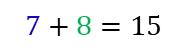 7 + 8 = 15